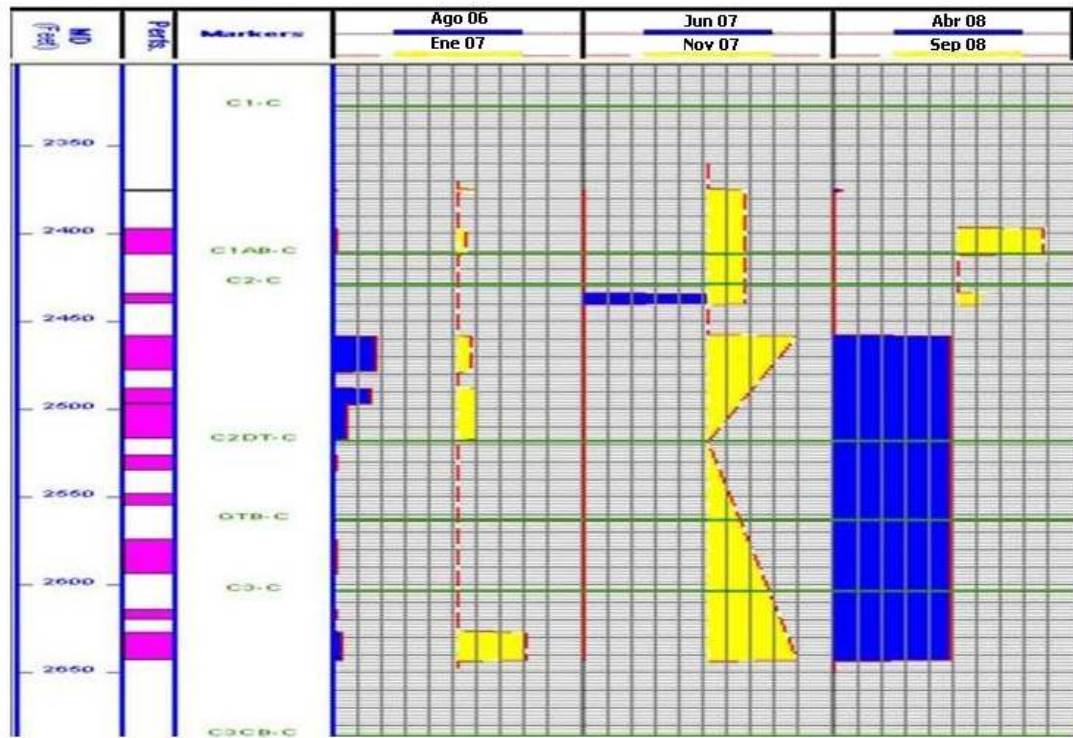 MD
(Feet)
Perfs.
Markers
Ago 06
Ene 07
Jun 07
Nov 07
Abr 08
Sep 08
C1-C
2350
2400
C1AB-C
C2-C
2450
2500
C2DT-C
2550
GTB-C
2600
C3-C
2650
C3CB-C